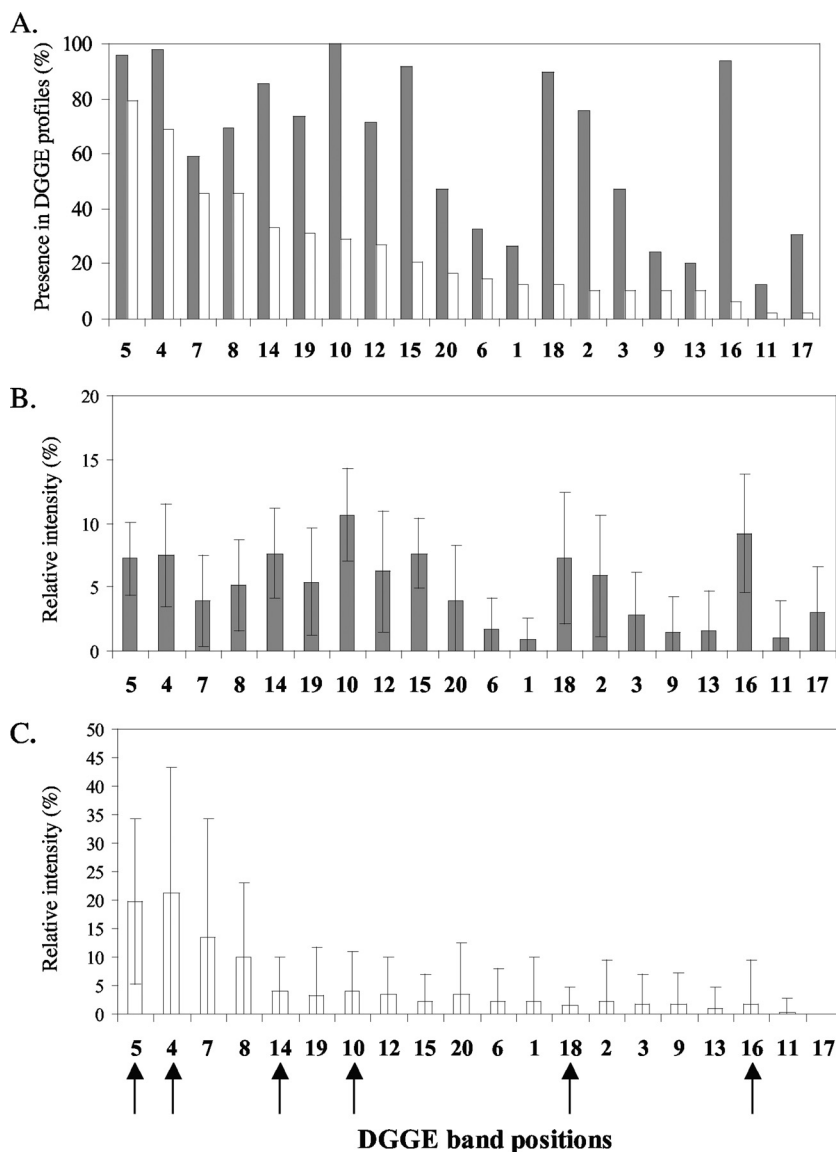 A.
Presence in DGGE profiles (%)
100
80
60
40
20
0
5 4 7 8 14 19 10 12 15 20 6 1 18 2 3 9 13 16 11 17
B.
Relative intensity (%)
20
15
10
5
0
5 4 7 8 14 19 10 12 15 20 6 1 18 2 3 9 13 16 11 17
C.
Relative intensity (%)
50
45
40
35
30
25
20
15
10
5
0
5 4 7 8 14 19 10 12 15 20 6 1 18 2 3 9 13 16 11 17
DGGE band positions